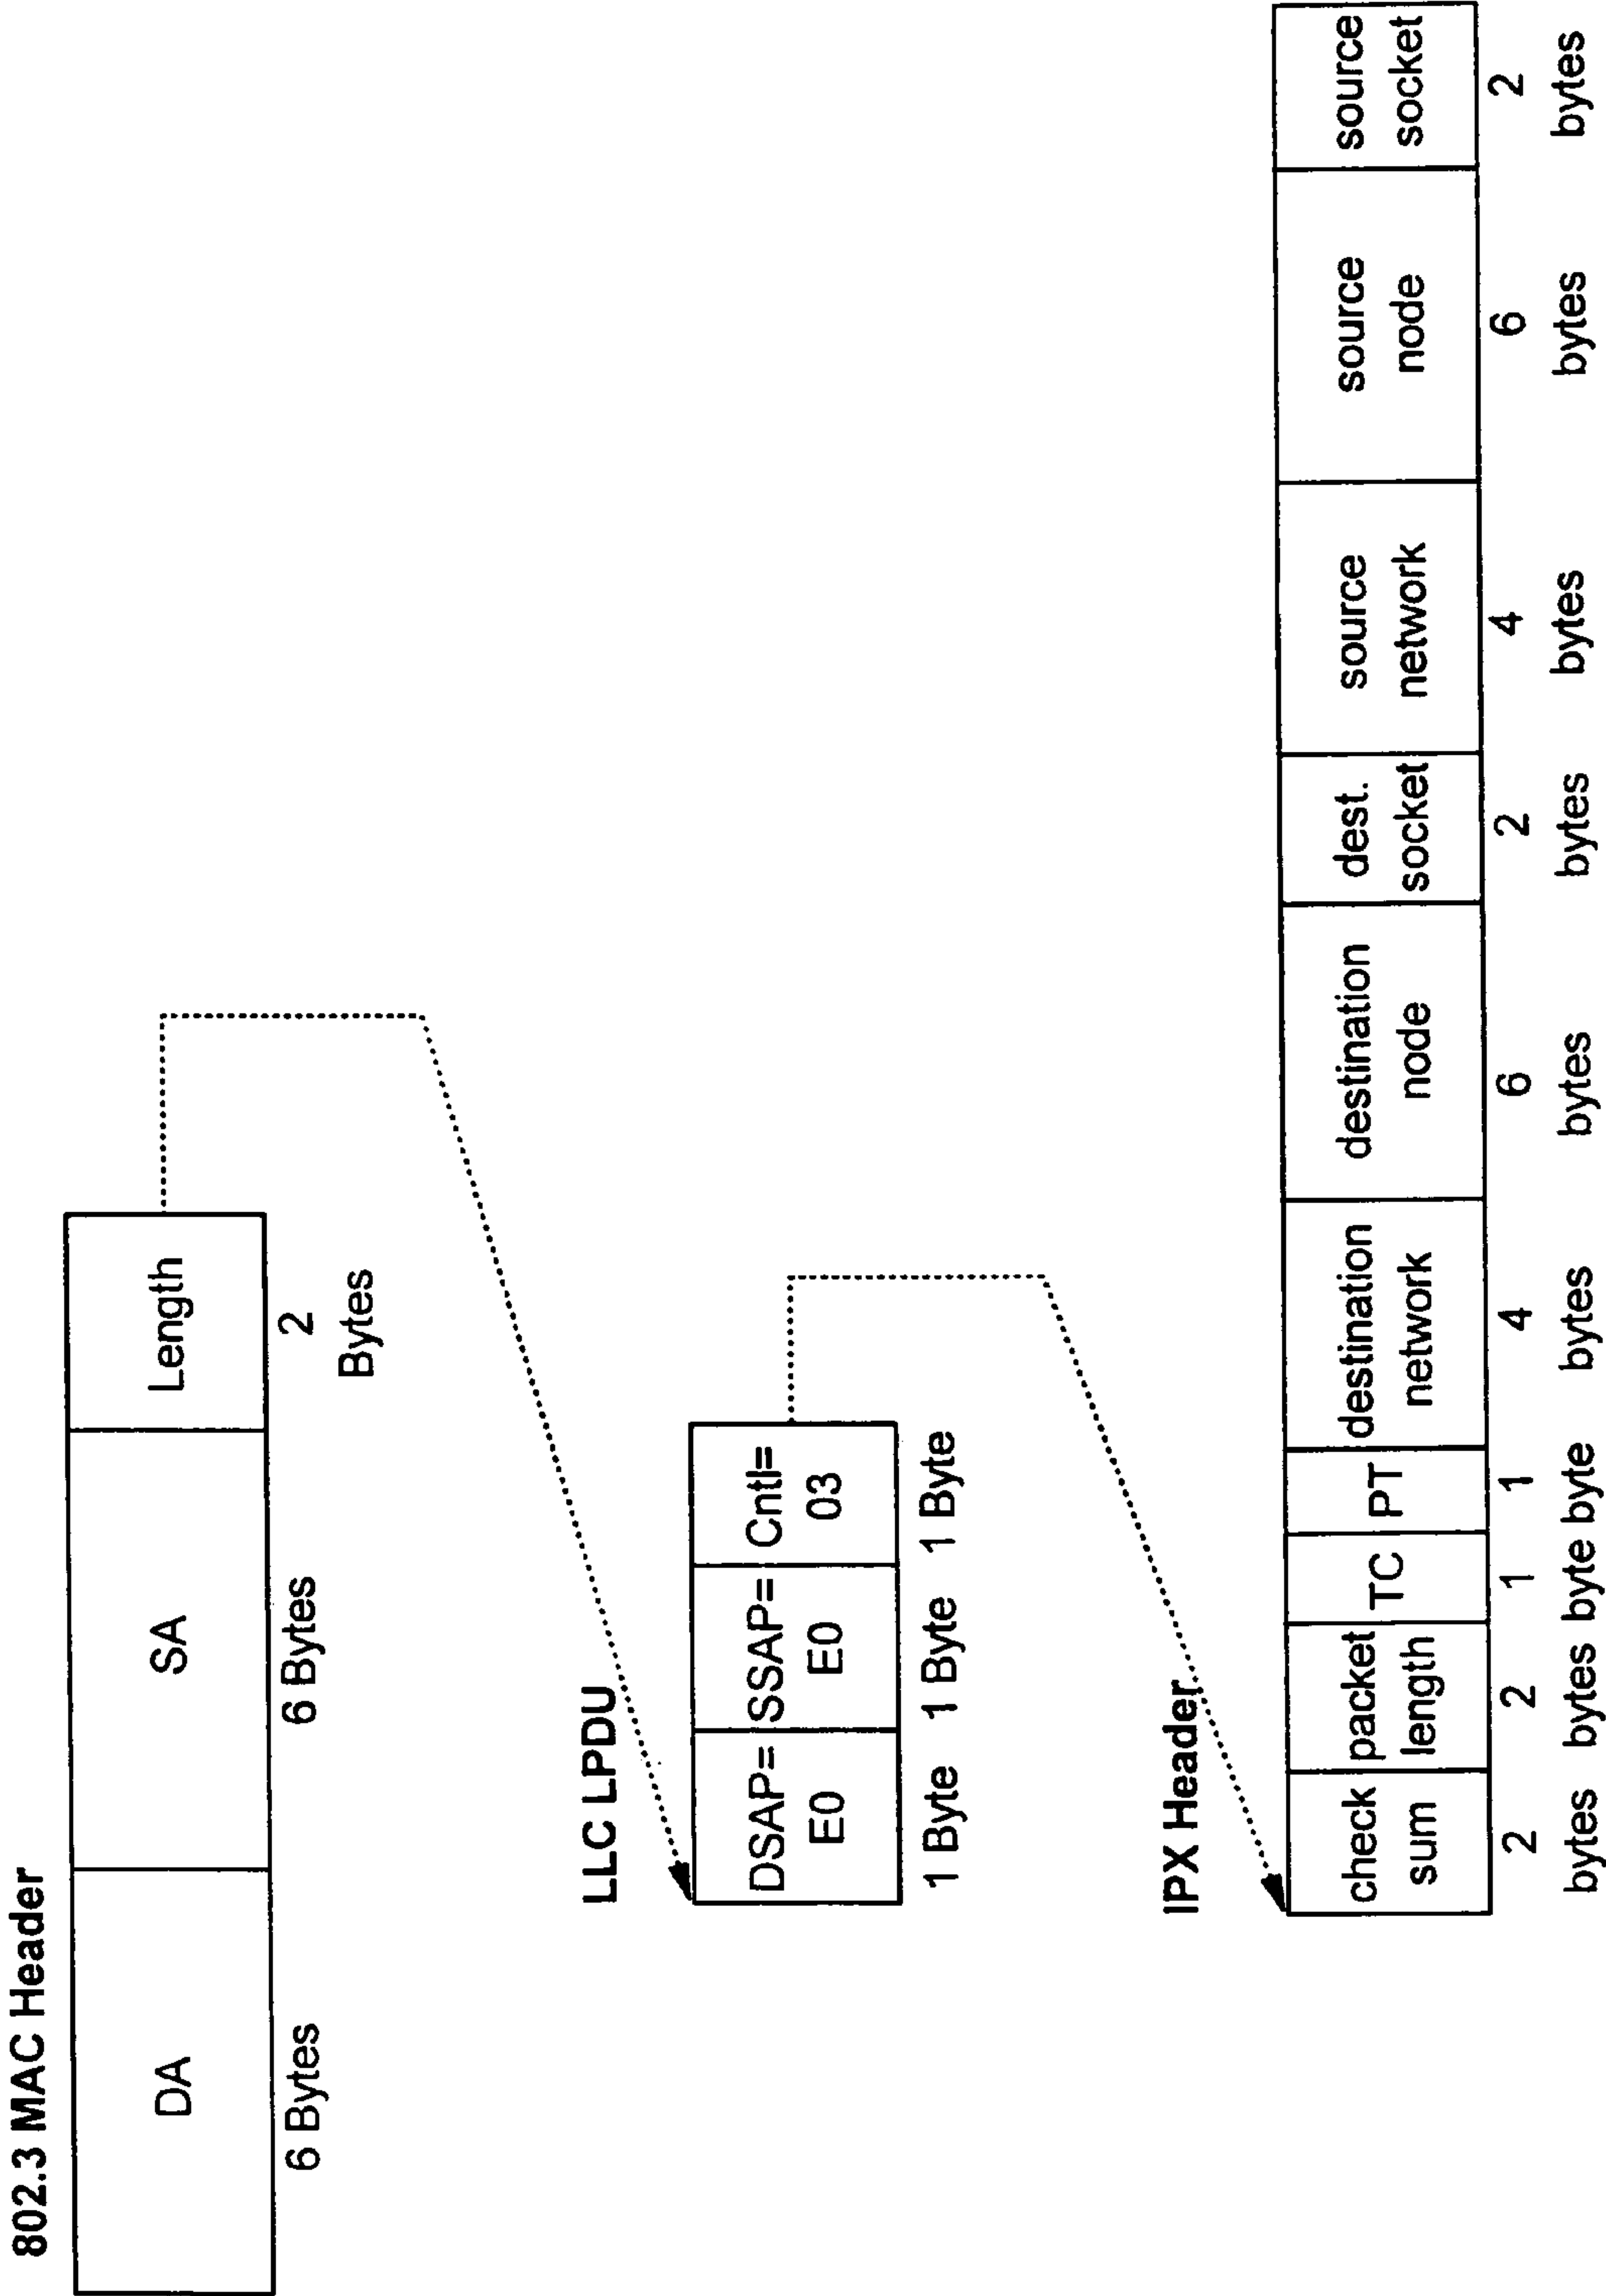 802.3 MAC Header
DA
SA
Length
6 Bytes
6 Bytes
2
Bytes
LLC LPDU
DSAP=
E0
SSAP=
E0
Cntl=
03
1 Byte
1 Byte
1 Byte
IPX Header
check
sum
packet
length
TC
PT
destination
network
destination
node
dest.
socket
source
network
source
node
source
socket
2
bytes
2
bytes
1
byte
1
byte
4
bytes
6
bytes
2
bytes
4
bytes
6
bytes
2
bytes